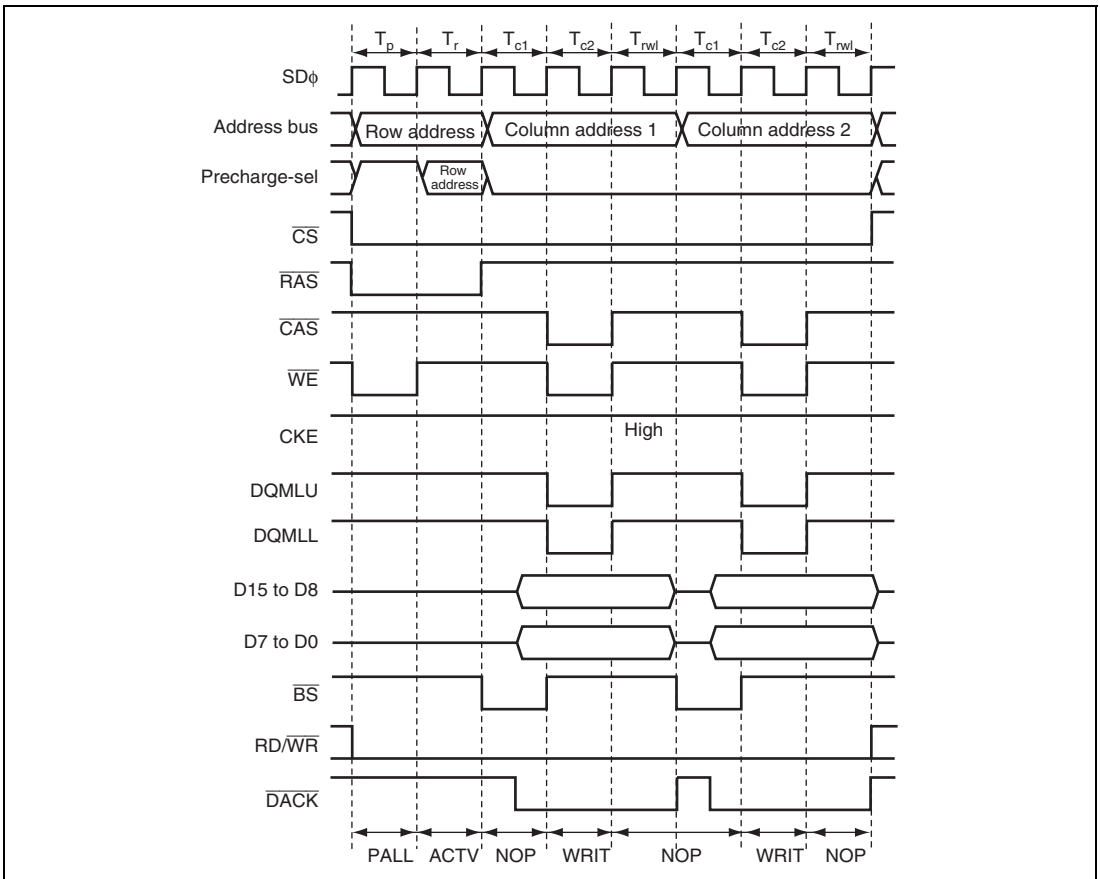 Tp Tr Tc1 Tc2 Trwl Tc1 Tc2 Trwl
SDϕ
Address bus Row address Column address 1 Column address 2
Precharge-sel Row address
CS
RAS
CAS
WE
CKE High
DQMLU
DQMLL
D15 to D8
D7 to D0
BS
RD/WR
DACK
PALL ACTV NOP WRIT NOP WRIT NOP